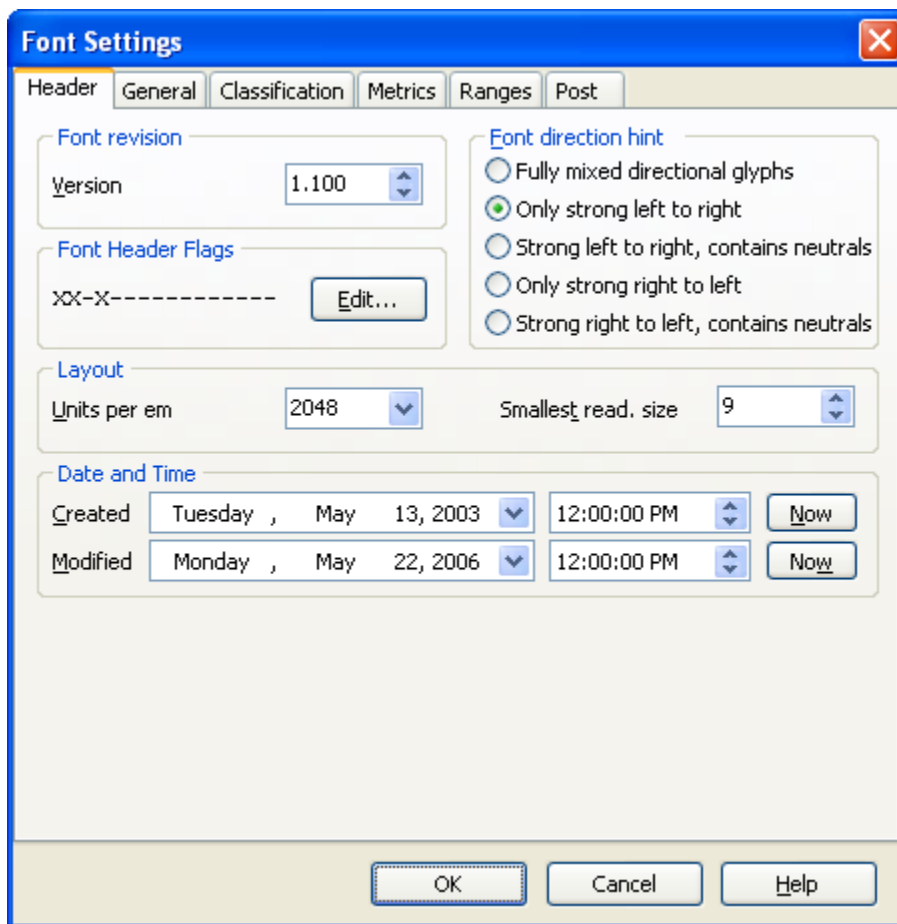 Font Settings
Header General Classification Metrics Ranges Post
Font revision
Version 1.100
Font Header Flags
XX-X------------ Edit...
Font direction hint
Fully mixed directional glyphs
Only strong left to right
Strong left to right, contains neutrals
Only strong right to left
Strong right to left, contains neutrals
Layout
Units per em 2048 Smallest read. size 9
Date and Time
Created Tuesday , May 13, 2003 12:00:00 PM Now
Modified Monday , May 22, 2006 12:00:00 PM Now
OK Cancel Help